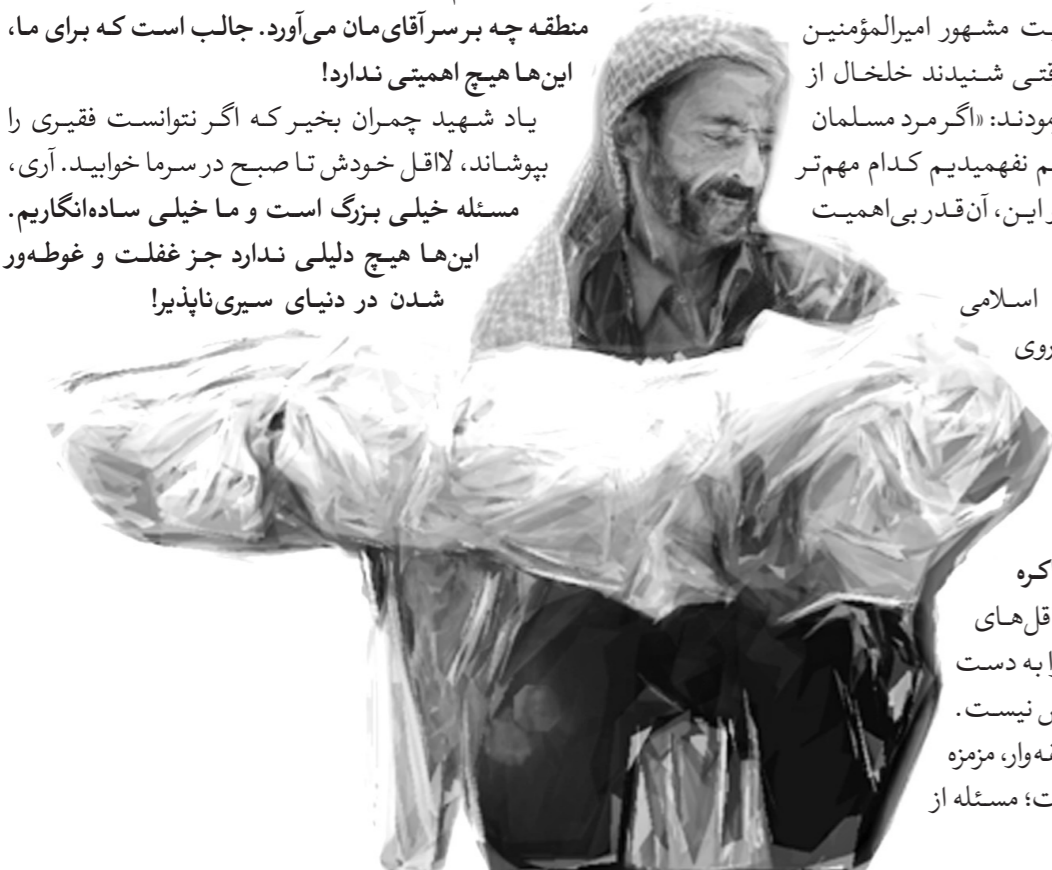 ـت مشهور امیرالمؤمنین
قتی شنیدند خلخال از
مودند: «اگر مرد مسلمان
م نفهمیدیم کدام مهم‌تر
ر این، آن‌قدر بی‌اهمیت
اسلامی
روی
اکره
قل‌های
ا به دست
نیست.
ه‌وار، مزمزه
ت؛ مسئله از
منطقه چه بر سر آقای‌مان می‌آورد. جالب است که برای ما،
این‌ها هیچ اهمیتی ندارد!
یاد شهید چمران بخیر که اگر نتوانست فقیری را
بپوشاند، لااقل خودش تا صبح در سرما خوابید. آری،
مسئله خیلی بزرگ است و ما خیلی ساده‌انگاریم.
این‌ها هیچ دلیلی ندارد جز غفلت و غوطه‌ور
شدن در دنیای سیری‌ناپذیر!